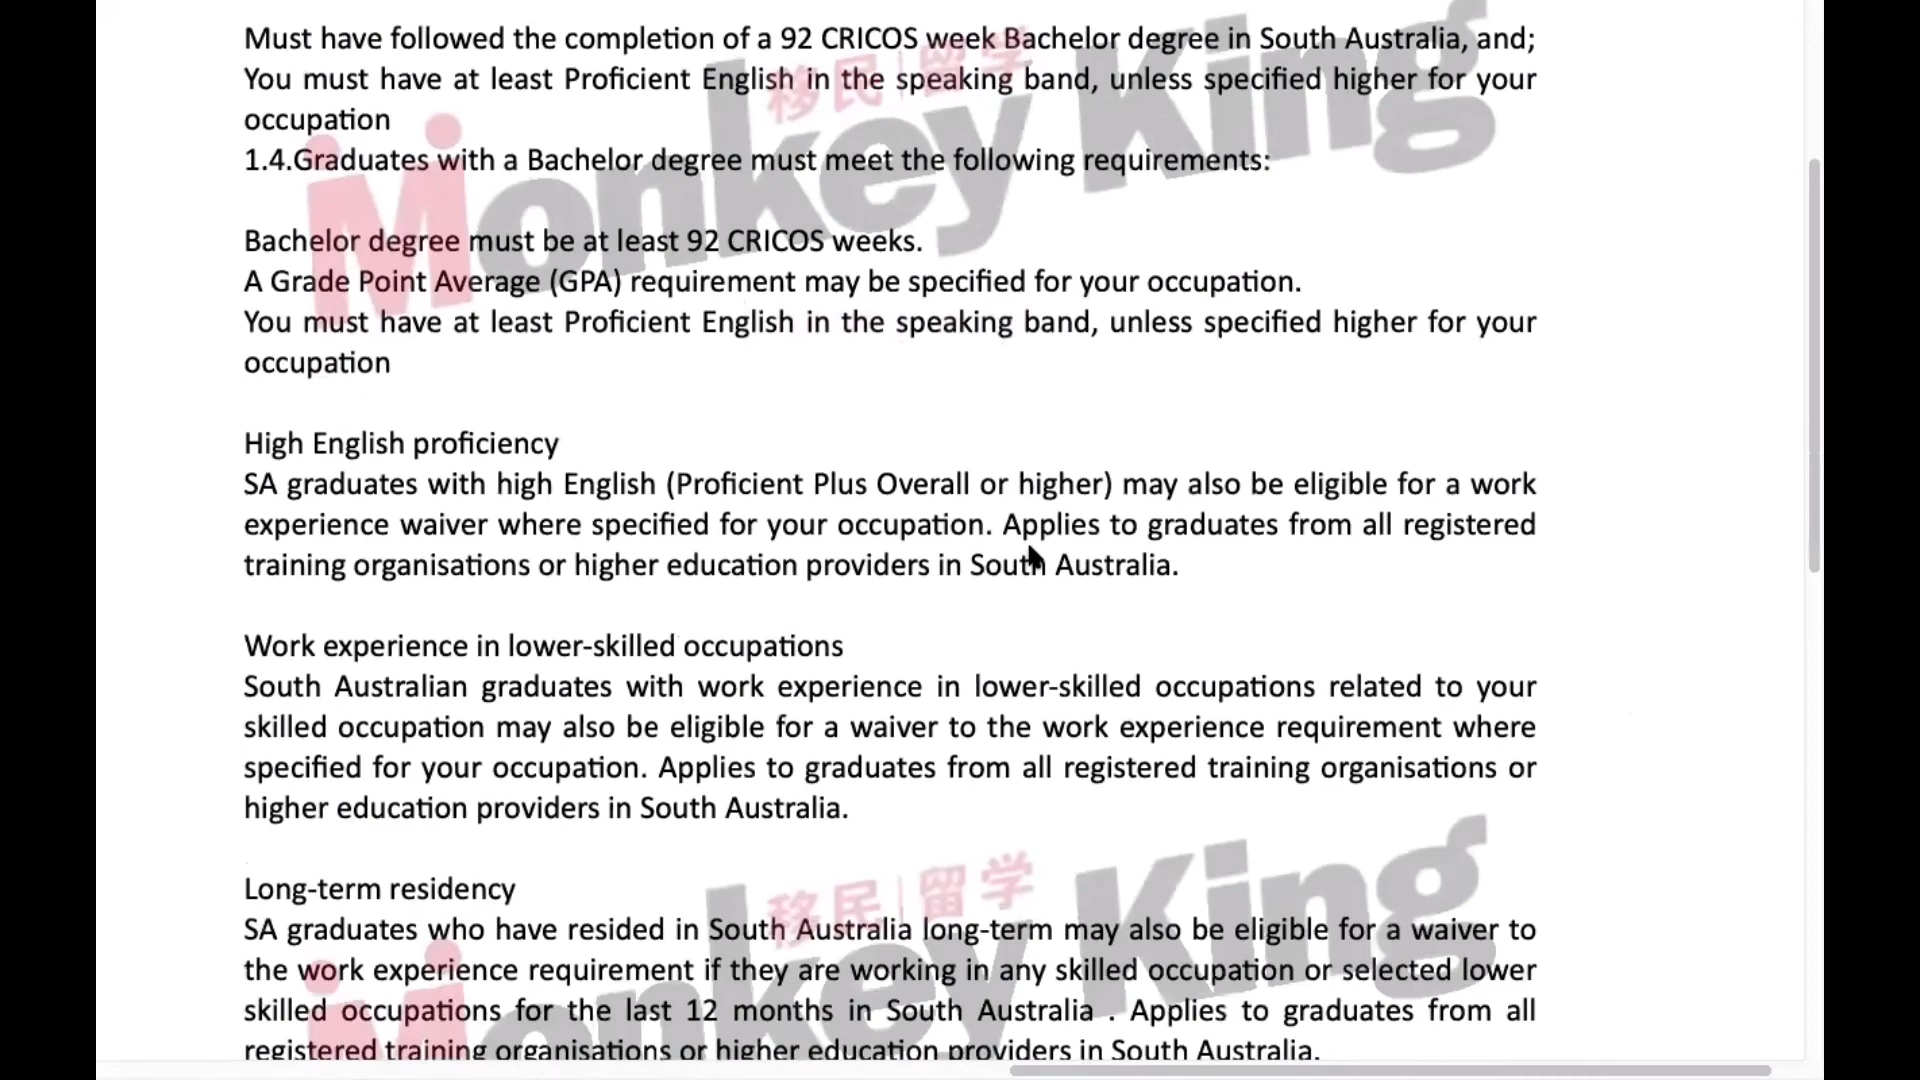 Must have followed the completion of a 92 CRICOS week Bachelor degree in South Australia, and;
You must have at least Proficient English in the speaking band, unless specified higher for your
occupation
1.4.Graduates with a Bachelor degree must meet the following requirements:
Bachelor degree must be at least 92 CRICOS weeks.
A Grade Point Average (GPA) requirement may be specified for your occupation.
You must have at least Proficient English in the speaking band, unless specified higher for your
occupation
移民|留学
Monkey King
High English proficiency
SA graduates with high English (Proficient Plus Overall or higher) may also be eligible for a work
experience waiver where specified for your occupation. Applies to graduates from all registered
training organisations or higher education providers in South Australia.
Work experience in lower-skilled occupations
South Australian graduates with work experience in lower-skilled occupations related to your
skilled occupation may also be eligible for a waiver to the work experience requirement where
specified for your occupation. Applies to graduates from all registered training organisations or
higher education providers in South Australia.
Long-term residency
SA graduates who have resided in South Australia long-term may also be eligible for a waiver to
the work experience requirement if they are working in any skilled occupation or selected lower
skilled occupations for the last 12 months in South Australia . Applies to graduates from all
registered training organisations or higher education providers in South Australia.
移民|留学
Monkey King